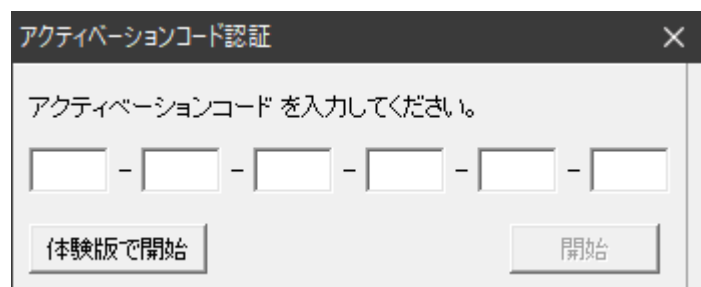 アクティベーションコード認証 ×
アクティベーションコード を入力してください。
- - - - -
体験版で開始 開始